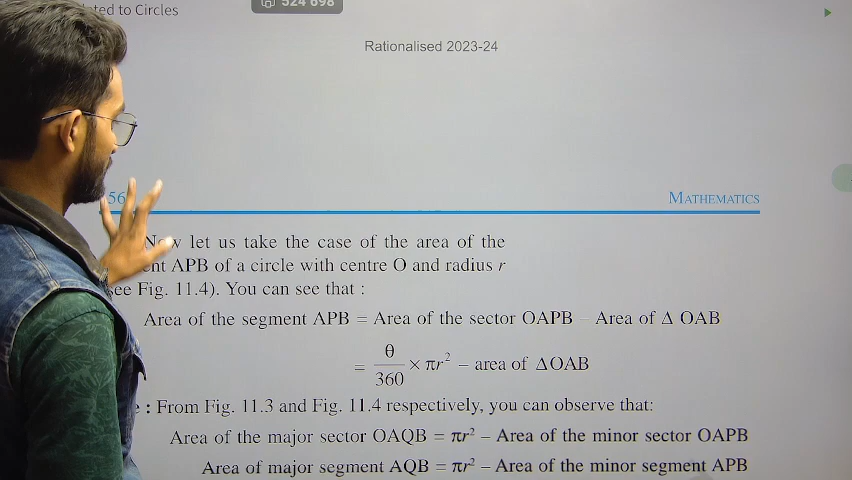 ted to Circles
524 698
Rationalised 2023-24
56
MATHEMATICS
Now let us take the case of the area of the
ent APB of a circle with centre O and radius r
see Fig. 11.4). You can see that :
Area of the segment APB = Area of the sector OAPB – Area of Δ OAB
= θ/360 × πr² – area of ΔOAB
: From Fig. 11.3 and Fig. 11.4 respectively, you can observe that:
Area of the major sector OAQB = πr² – Area of the minor sector OAPB
Area of major segment AQB = πr² – Area of the minor segment APB